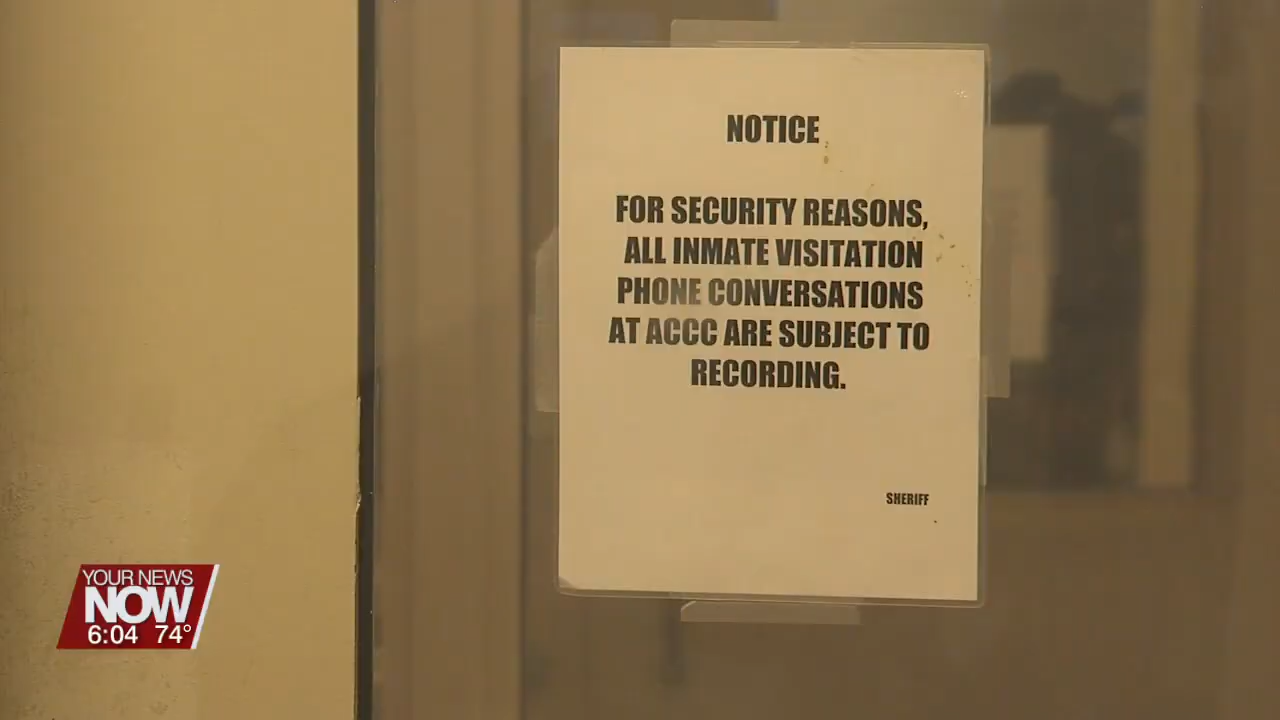 NOTICE
FOR SECURITY REASONS,
ALL INMATE VISITATION
PHONE CONVERSATIONS
AT ACCC ARE SUBJECT TO
RECORDING.
SHERIFF
YOUR NEWS
NOW
6:04 74°